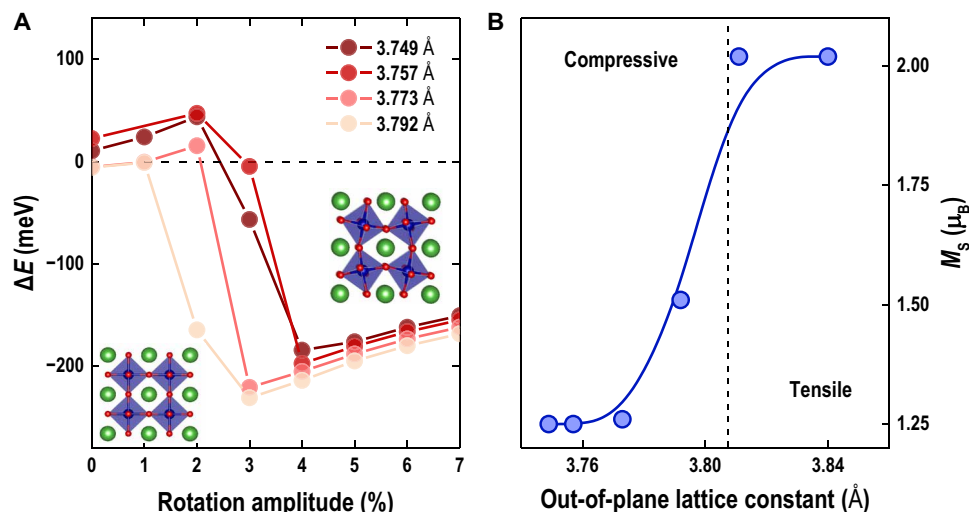 A
3.749 Å
3.757 Å
3.773 Å
3.792 Å
100
0
−100
−200
ΔE (meV)
0 1 2 3 4 5 6 7
Rotation amplitude (%)
B
Compressive
Tensile
2.00
1.75
1.50
1.25
M_S (μ_B)
3.76 3.80 3.84
Out-of-plane lattice constant (Å)